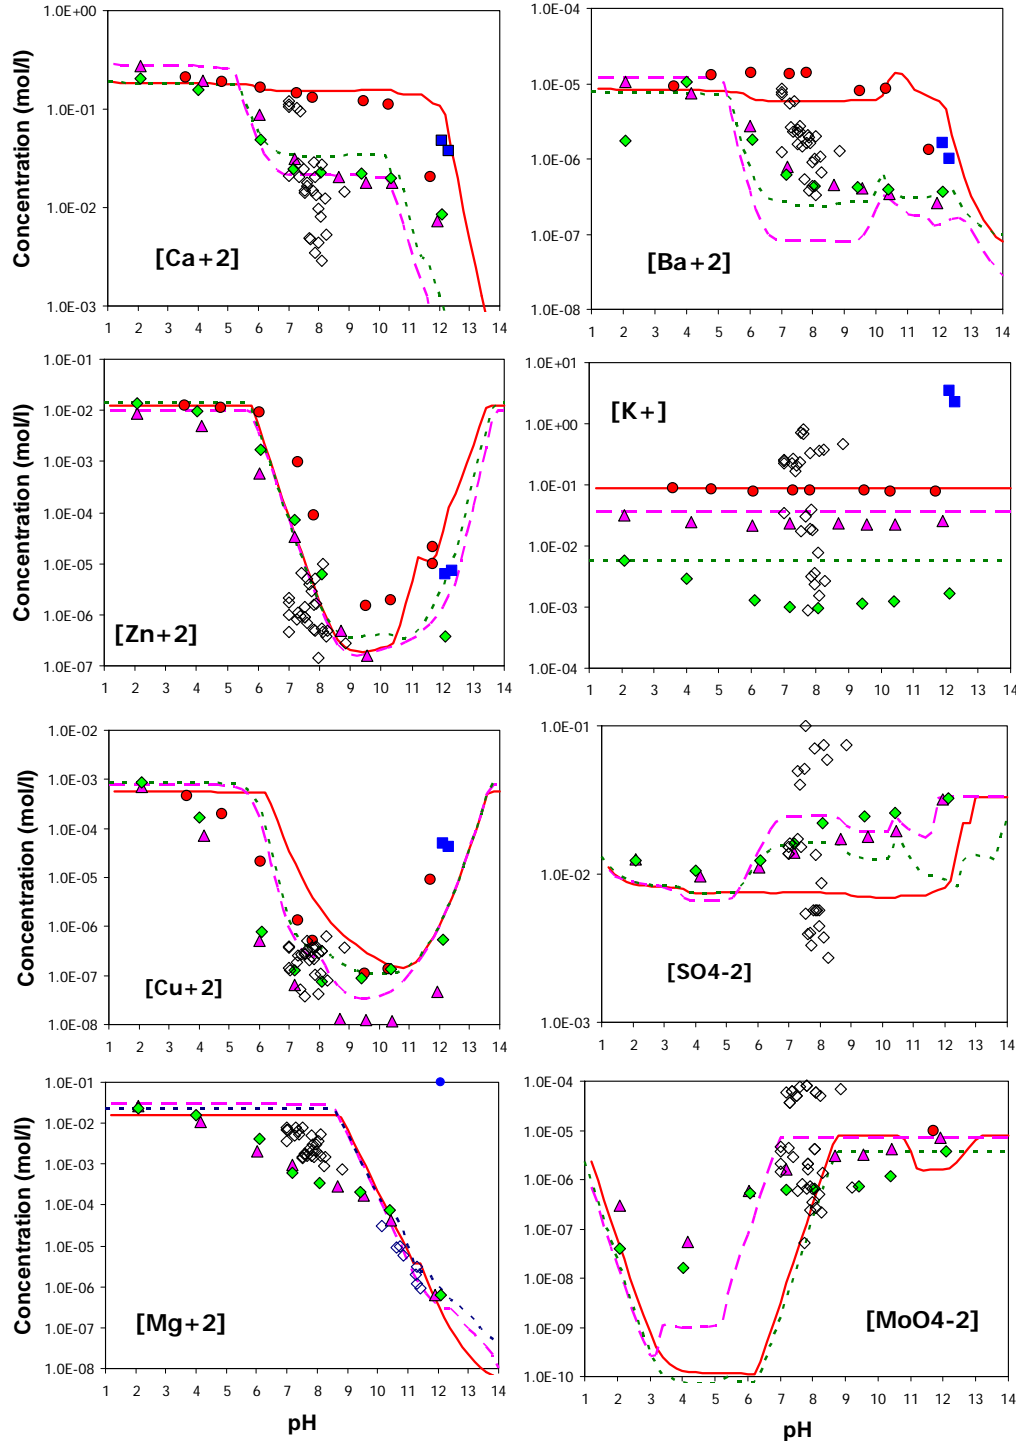 1.0E+00
1.0E-01
1.0E-02
1.0E-03
Concentration (mol/l)
[Ca+2]
1 2 3 4 5 6 7 8 9 10 11 12 13 14
1.0E-04
1.0E-05
1.0E-06
1.0E-07
1.0E-08
[Ba+2]
1 2 3 4 5 6 7 8 9 10 11 12 13 14
1.0E-01
1.0E-02
1.0E-03
1.0E-04
1.0E-05
1.0E-06
1.0E-07
Concentration (mol/l)
[Zn+2]
1 2 3 4 5 6 7 8 9 10 11 12 13 14
1.0E+01
1.0E+00
1.0E-01
1.0E-02
1.0E-03
1.0E-04
[K+]
1 2 3 4 5 6 7 8 9 10 11 12 13 14
1.0E-02
1.0E-03
1.0E-04
1.0E-05
1.0E-06
1.0E-07
1.0E-08
Concentration (mol/l)
[Cu+2]
1 2 3 4 5 6 7 8 9 10 11 12 13 14
1.0E-01
1.0E-02
1.0E-03
[SO4-2]
1 2 3 4 5 6 7 8 9 10 11 12 13 14
1.0E-01
1.0E-02
1.0E-03
1.0E-04
1.0E-05
1.0E-06
1.0E-07
1.0E-08
Concentration (mol/l)
[Mg+2]
1 2 3 4 5 6 7 8 9 10 11 12 13 14
pH
1.0E-04
1.0E-05
1.0E-06
1.0E-07
1.0E-08
1.0E-09
1.0E-10
[MoO4-2]
1 2 3 4 5 6 7 8 9 10 11 12 13 14
pH